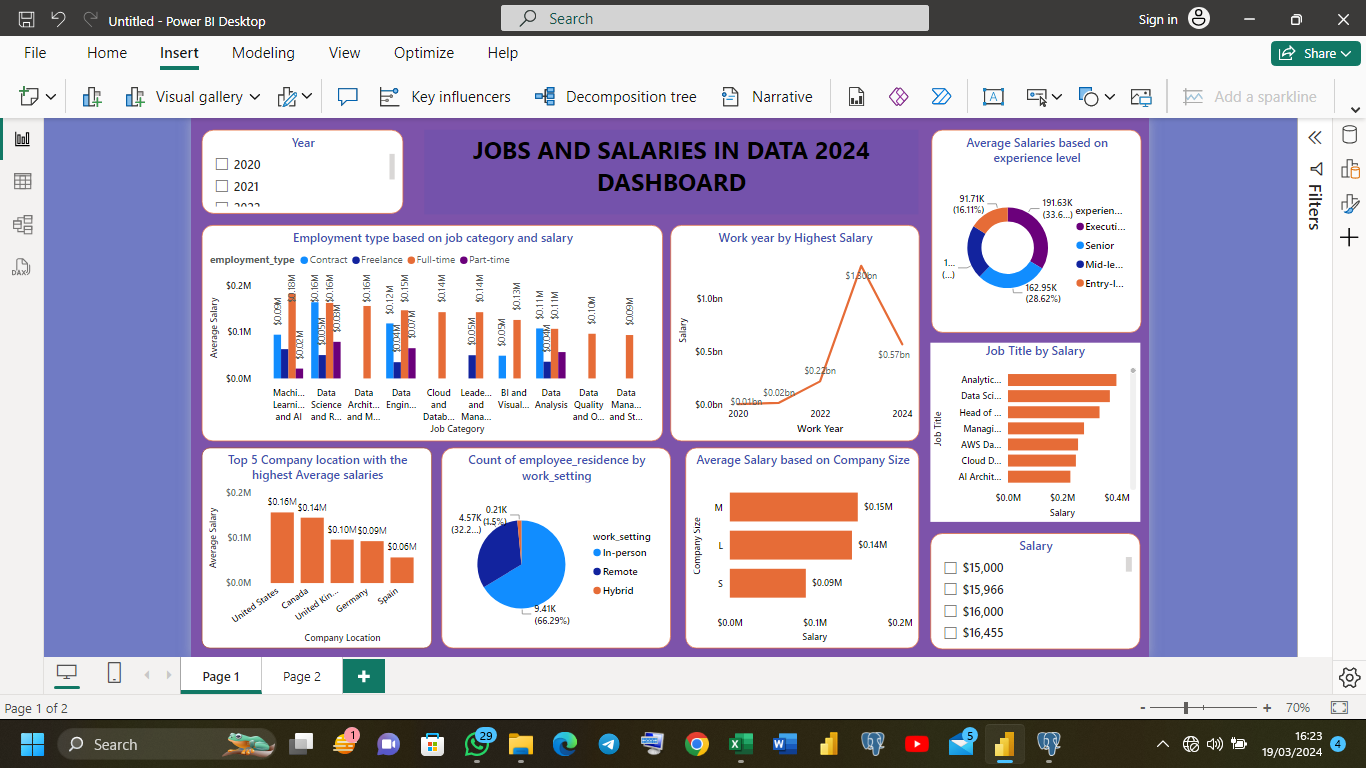 Untitled - Power BI Desktop
Search
Sign in
File Home Insert Modeling View Optimize Help
Share
Visual gallery
Key influencers
Decomposition tree
Narrative
Add a sparkline
Year
2020
2021
JOBS AND SALARIES IN DATA 2024
DASHBOARD
Average Salaries based on
experience level
91.71K
(16.11%)
191.63K
(33.6...)
1...
(...)
162.95K
(28.62%)
experien...
Executi...
Senior
Mid-le...
Entry-l...
Filters
Employment type based on job category and salary
employment_type Contract Freelance Full-time Part-time
Average Salary
$0.2M
$0.1M
$0.0M
$0.09M
$0.18M
$0.02M
$0.16M
$0.05M
$0.16M
$0.08M
$0.16M
$0.12M
$0.04M
$0.15M
$0.07M
$0.14M
$0.05M
$0.14M
$0.05M
$0.13M
$0.11M
$0.04M
$0.11M
$0.10M
$0.09M
Machi... Data Data Data Cloud Leade... BI and Data Data Data
Learni... Science Archit... Engin... and and Visual... Analysis Quality Mana...
and AI and R... and M... Datab... Mana... and O... and St...
Job Category
Work year by Highest Salary
Salary
$1.0bn
$0.5bn
$0.0bn
$0.01bn
$0.02bn
$0.22bn
$1.30bn
$0.57bn
2020 2022 2024
Work Year
Job Title by Salary
Job Title
Analytic...
Data Sci...
Head of ...
Managi...
AWS Da...
Cloud D...
AI Archit...
$0.0M $0.2M $0.4M
Salary
Top 5 Company location with the
highest Average salaries
Average Salary
$0.2M
$0.1M
$0.0M
$0.16M
$0.14M
$0.10M
$0.09M
$0.06M
United States
Canada
United Kin...
Germany
Spain
Company Location
Count of employee_residence by
work_setting
0.21K
(1.5%)
4.57K
(32.2...)
9.41K
(66.29%)
work_setting
In-person
Remote
Hybrid
Average Salary based on Company Size
Company Size
M $0.15M
L $0.14M
S $0.09M
$0.0M $0.1M $0.2M
Salary
Salary
$15,000
$15,966
$16,000
$16,455
Page 1
Page 2
Page 1 of 2
- + 70%
Search
1
29
5
16:23
19/03/2024
4